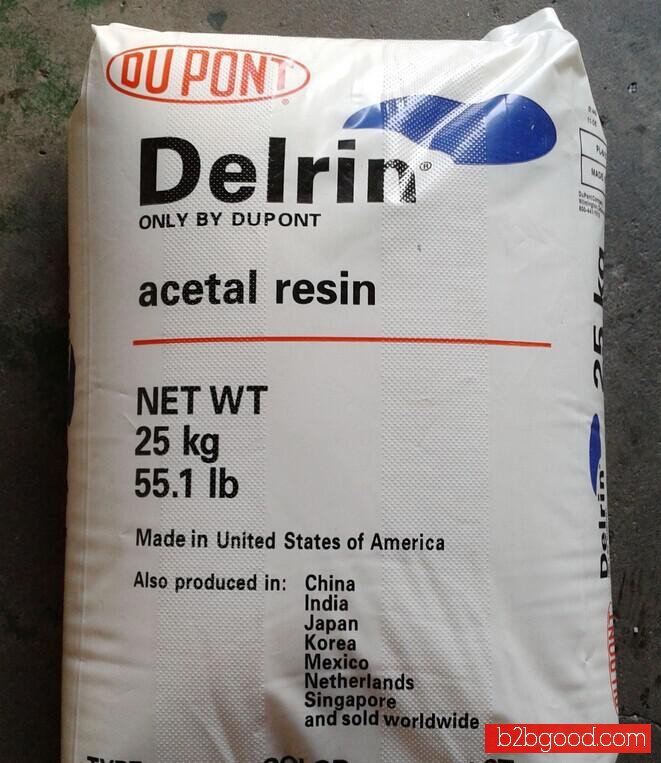 DU PONT
®
Delrin®
ONLY BY DUPONT
acetal resin
NET WT
25 kg
55.1 lb
Made in United States of America
Also produced in: China
India
Japan
Korea
Mexico
Netherlands
Singapore
and sold worldwide
25 kg
Delrin
b2bgood.com